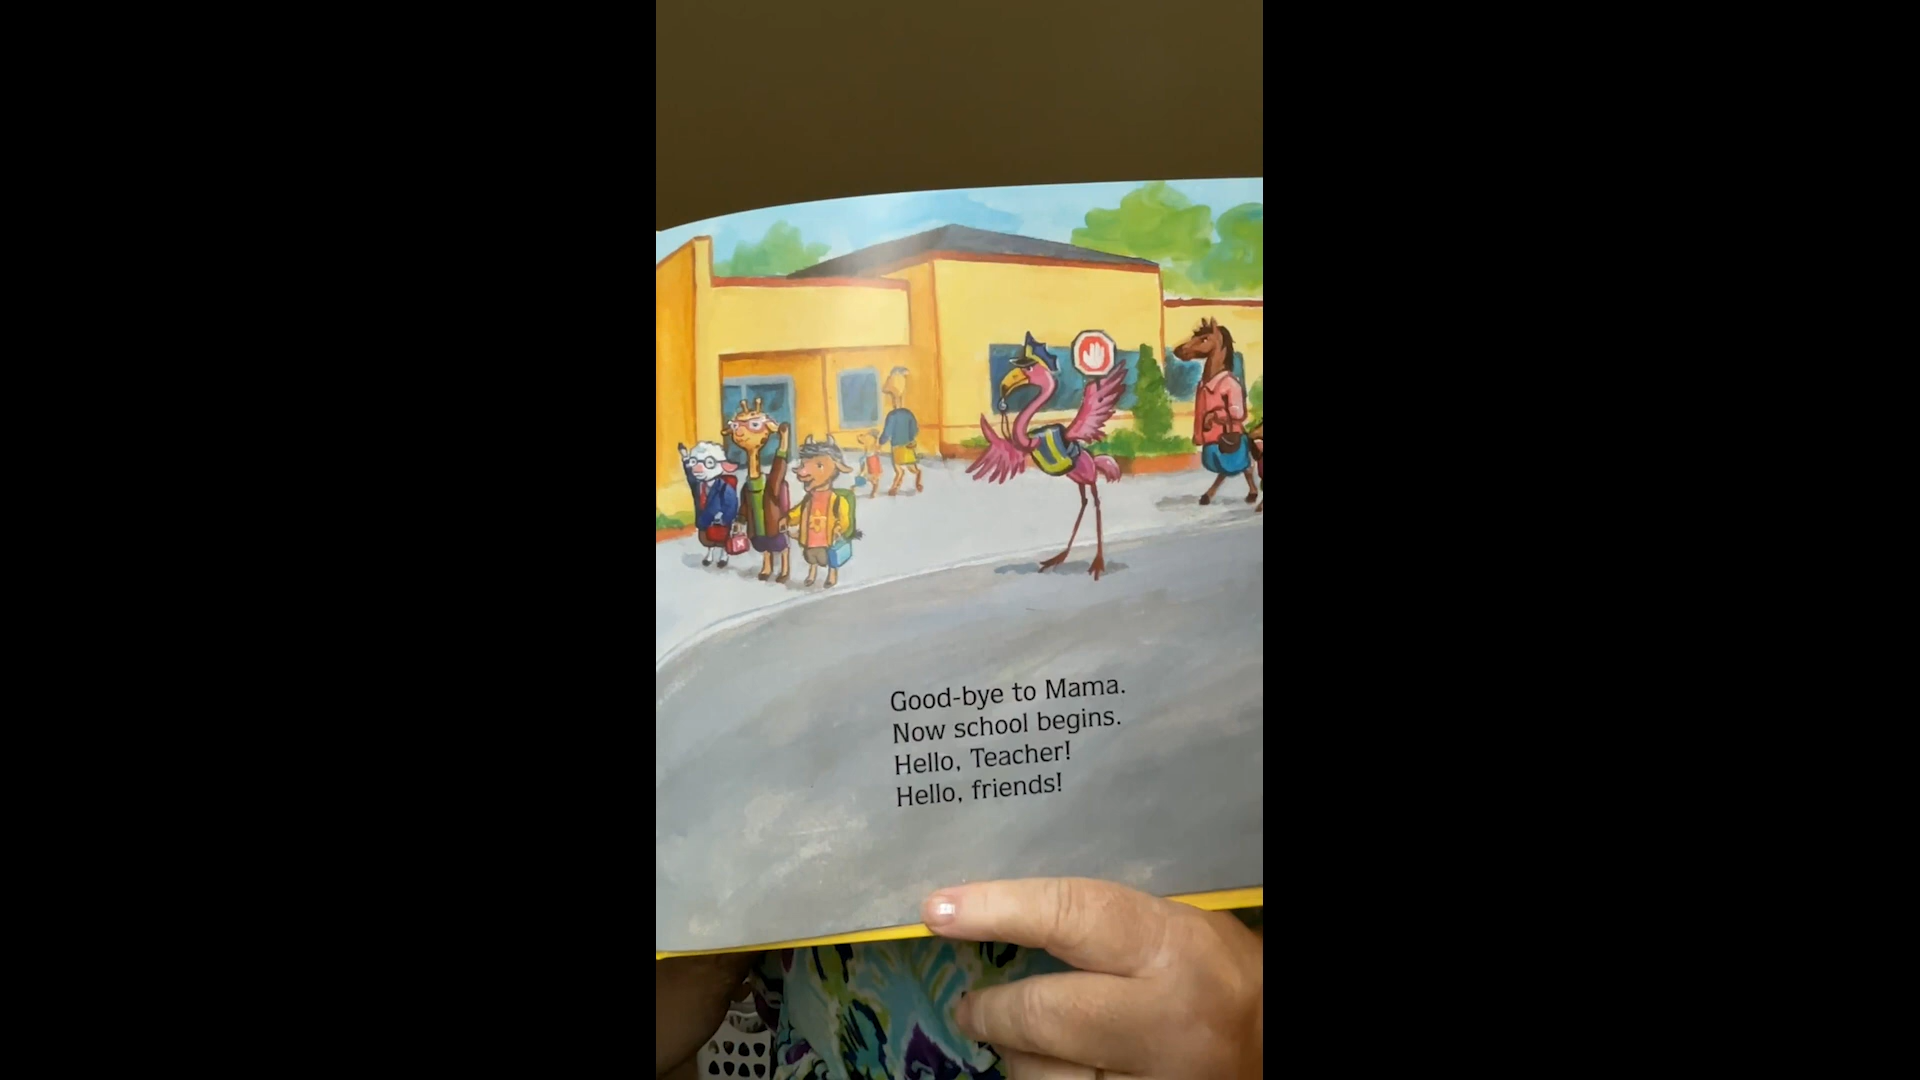 Good-bye to Mama.
Now school begins.
Hello, Teacher!
Hello, friends!